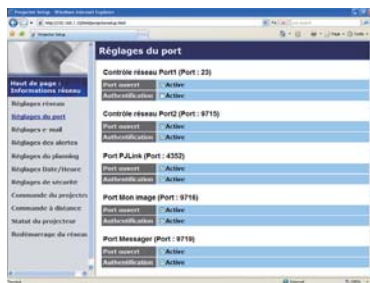 Réglages du port
Haut de page :
Informations réseau
Réglages réseau
Réglages du port
Réglages e-mail
Réglages des alertes
Réglages du planning
Réglages Date/Heure
Réglages de sécurité
Commande du projecteu
Commande à distance
Statut du projecteur
Redémarrage du réseau
Contrôle réseau Port1 (Port : 23)
Port ouvert Active
Authentification Active
Contrôle réseau Port2 (Port : 9715)
Port ouvert Active
Authentification Active
Port PJLink (Port : 4352)
Port ouvert Active
Authentification Active
Port Mon image (Port : 9716)
Port ouvert Active
Authentification Active
Port Messager (Port : 9719)
Port ouvert Active
Authentification Active